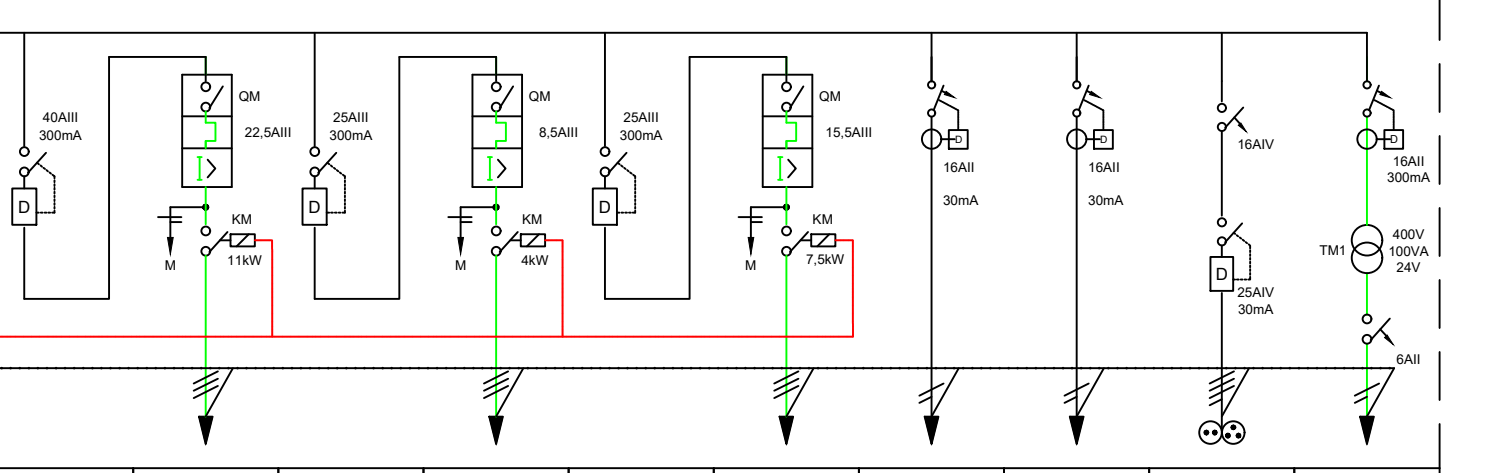 40AIII
300mA
D
QM
22,5AIII
M
KM
11kW
25AIII
300mA
D
QM
8,5AIII
M
KM
4kW
25AIII
300mA
D
QM
15,5AIII
M
KM
7,5kW
D
16AII
30mA
D
16AII
30mA
16AIV
D
25AIV
30mA
D
16AII
300mA
TM1
400V
100VA
24V
6AII